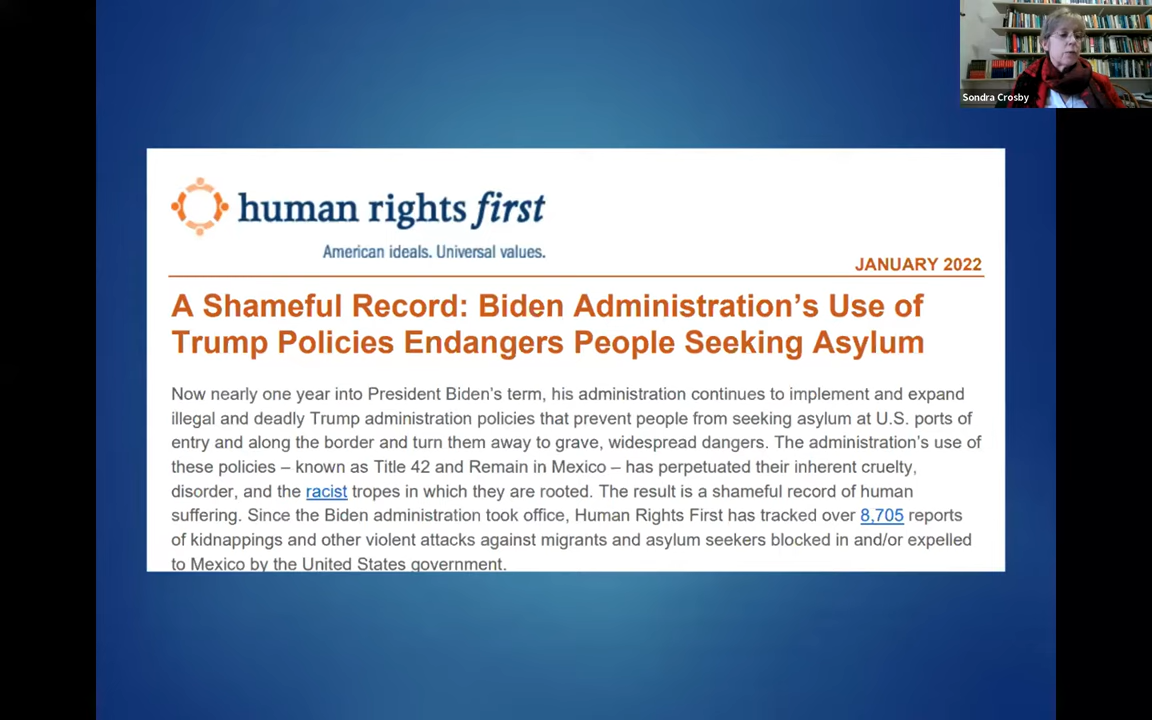 Sondra Crosby
human rights first
American ideals. Universal values.
JANUARY 2022
A Shameful Record: Biden Administration's Use of
Trump Policies Endangers People Seeking Asylum
Now nearly one year into President Biden's term, his administration continues to implement and expand
illegal and deadly Trump administration policies that prevent people from seeking asylum at U.S. ports of
entry and along the border and turn them away to grave, widespread dangers. The administration's use of
these policies – known as Title 42 and Remain in Mexico – has perpetuated their inherent cruelty,
disorder, and the racist tropes in which they are rooted. The result is a shameful record of human
suffering. Since the Biden administration took office, Human Rights First has tracked over 8,705 reports
of kidnappings and other violent attacks against migrants and asylum seekers blocked in and/or expelled
to Mexico by the United States government.